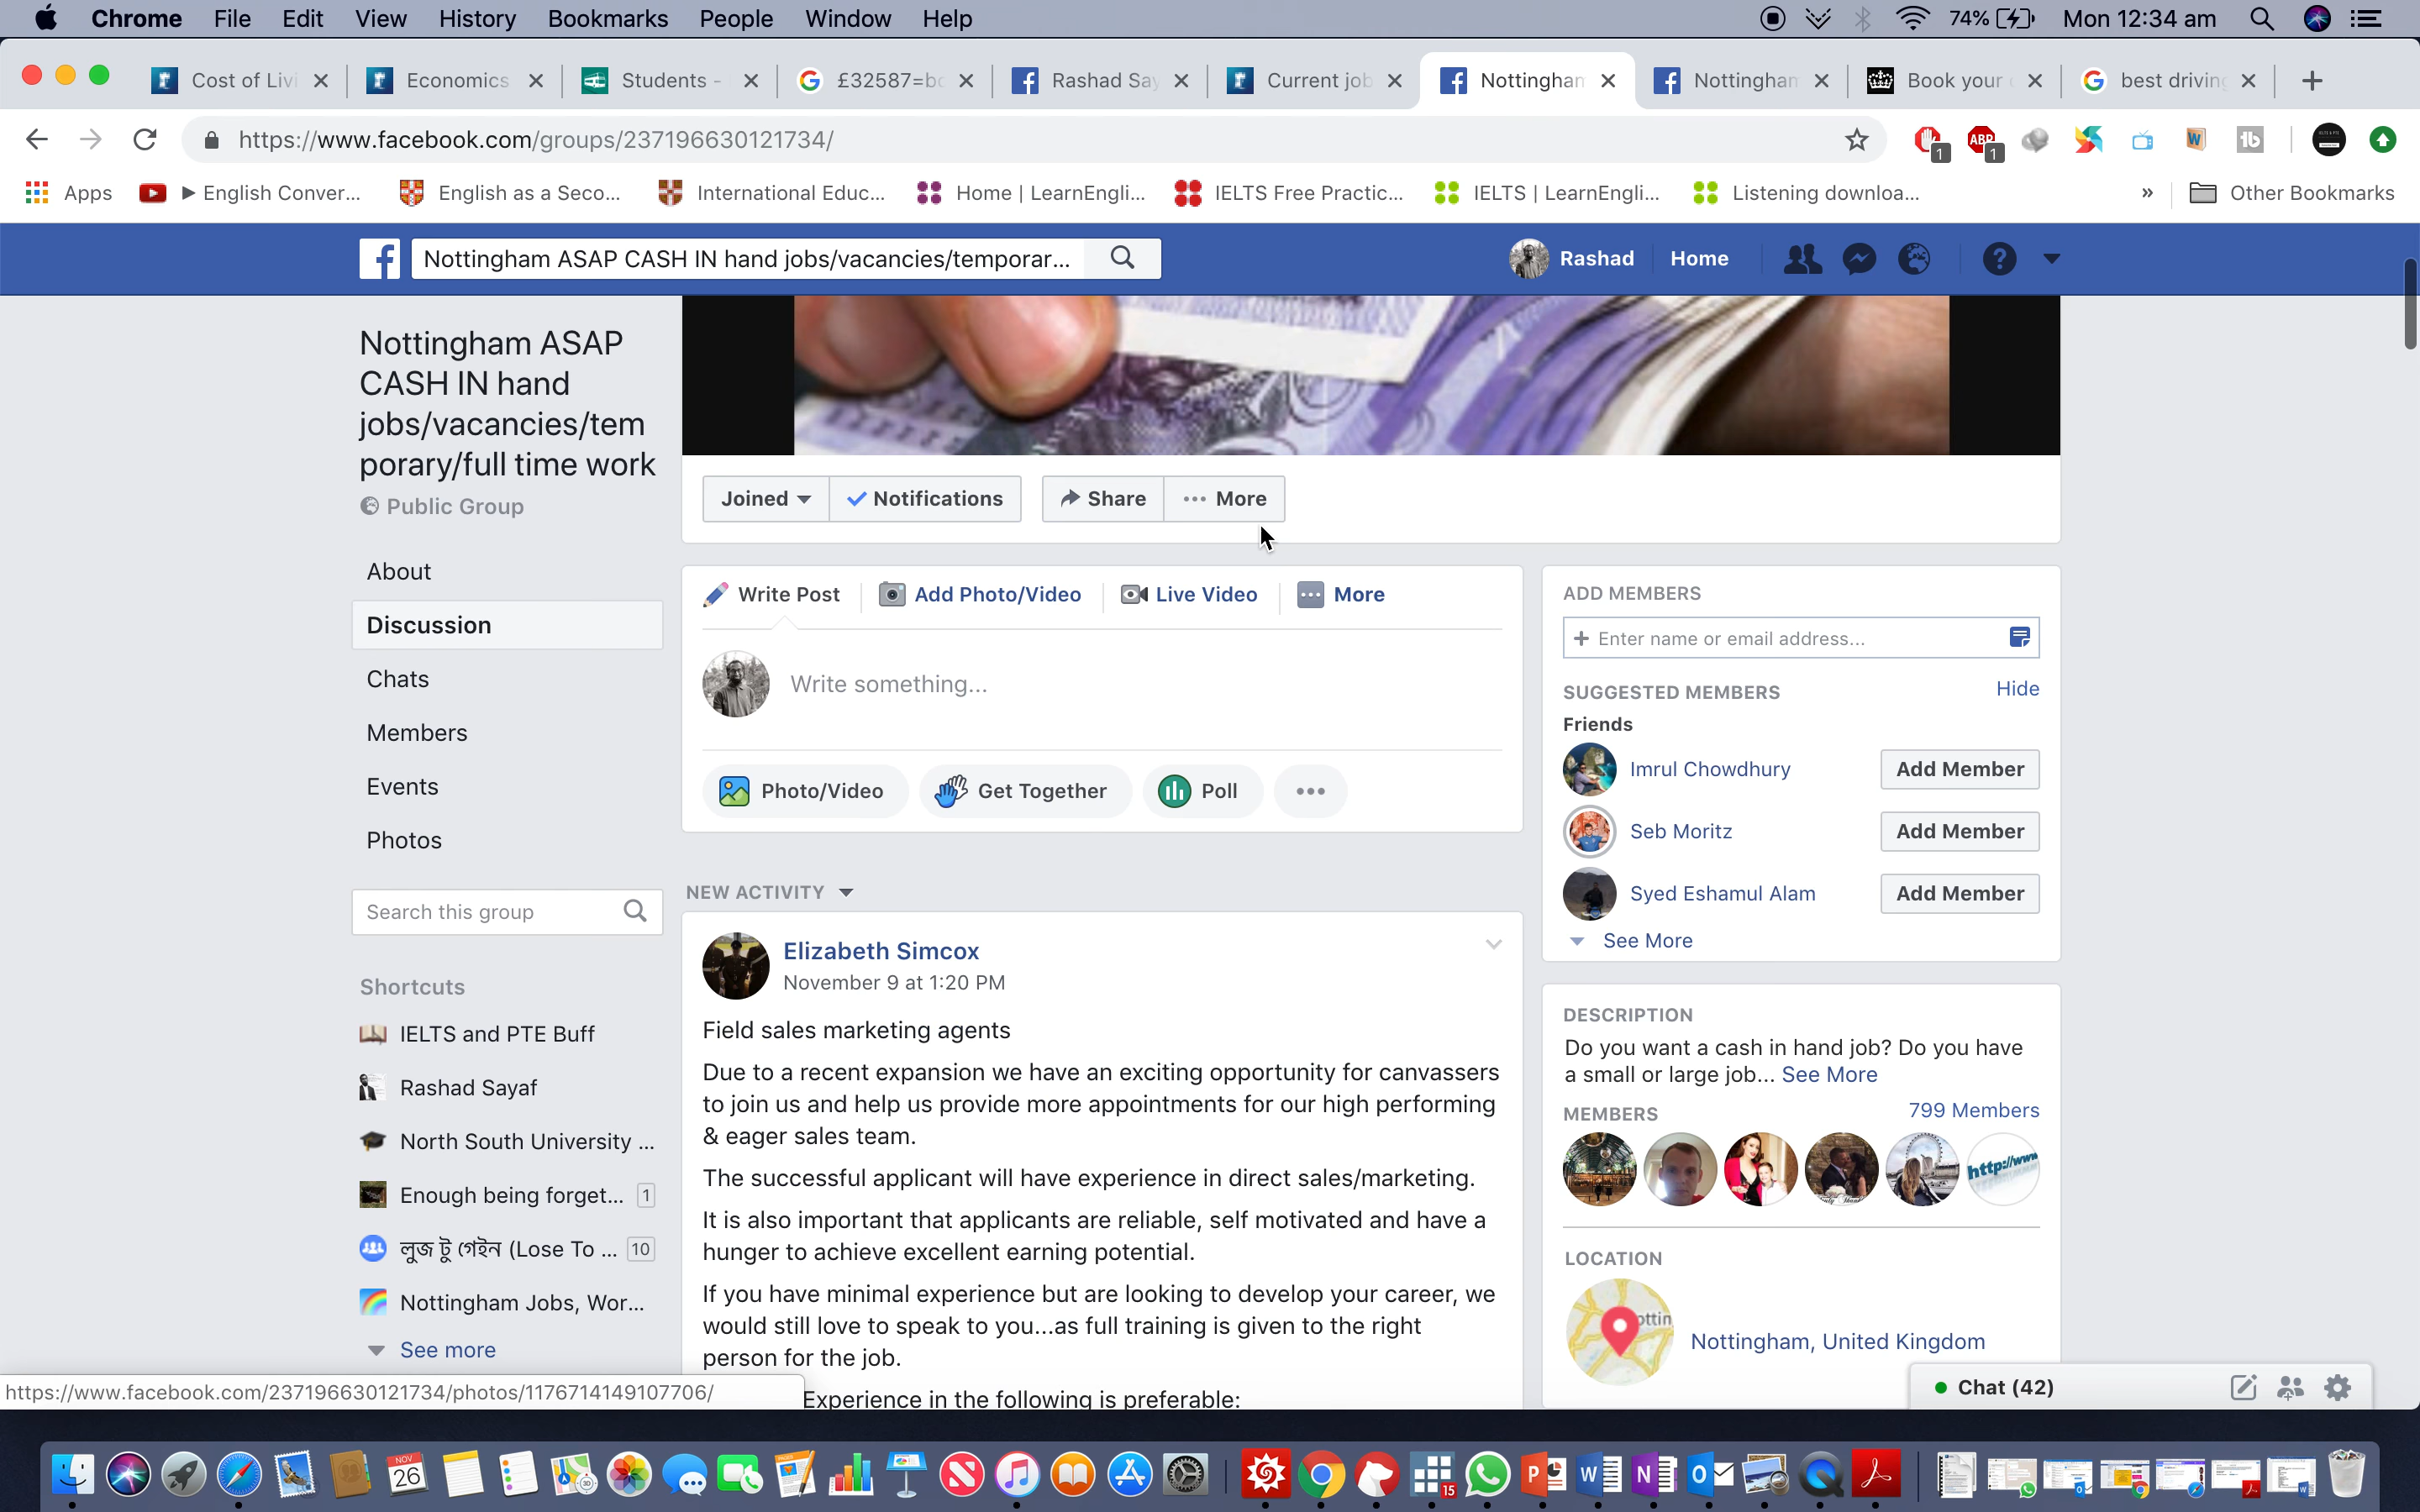 Chrome File Edit View History Bookmarks People Window Help 74% Mon 12:34 am
Cost of Livi Economics Students - £32587=bo Rashad Say Current job Nottingham Nottingham Book your best driving
https://www.facebook.com/groups/237196630121734/
1 ABP 1 W tb
Apps ▶ English Conver... English as a Seco... International Educ... Home | LearnEngli... IELTS Free Practic... IELTS | LearnEngli... Listening downloa... » Other Bookmarks
Nottingham ASAP CASH IN hand jobs/vacancies/temporar... Rashad Home
Nottingham ASAP
CASH IN hand
jobs/vacancies/tem
porary/full time work
Public Group
About
Discussion
Chats
Members
Events
Photos
Search this group
Shortcuts
IELTS and PTE Buff
Rashad Sayaf
North South University ...
Enough being forget... 1
লুজ টু গেইন (Lose To ... 10
Nottingham Jobs, Wor...
See more
Joined Notifications Share More
Write Post Add Photo/Video Live Video More
Write something...
Photo/Video Get Together Poll
NEW ACTIVITY
Elizabeth Simcox
November 9 at 1:20 PM
Field sales marketing agents
Due to a recent expansion we have an exciting opportunity for canvassers
to join us and help us provide more appointments for our high performing
& eager sales team.
The successful applicant will have experience in direct sales/marketing.
It is also important that applicants are reliable, self motivated and have a
hunger to achieve excellent earning potential.
If you have minimal experience but are looking to develop your career, we
would still love to speak to you...as full training is given to the right
person for the job.
Experience in the following is preferable:
ADD MEMBERS
+ Enter name or email address...
SUGGESTED MEMBERS Hide
Friends
Imrul Chowdhury Add Member
Seb Moritz Add Member
Syed Eshamul Alam Add Member
See More
DESCRIPTION
Do you want a cash in hand job? Do you have
a small or large job... See More
MEMBERS 799 Members
http://www
LOCATION
ottin
Nottingham, United Kingdom
Chat (42)
https://www.facebook.com/237196630121734/photos/1176714149107706/
NOV
26
15